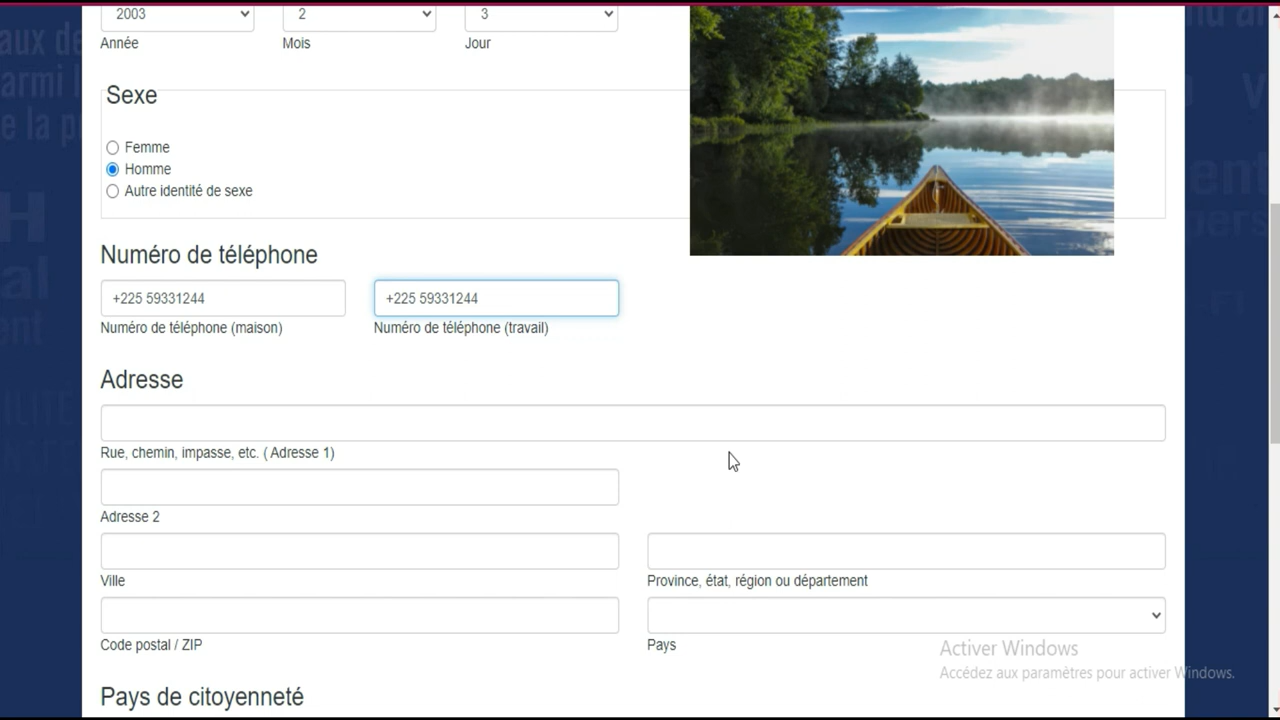 2003 2 3
Année Mois Jour
Sexe
Femme
Homme
Autre identité de sexe
Numéro de téléphone
+225 59331244 +225 59331244
Numéro de téléphone (maison) Numéro de téléphone (travail)
Adresse
Rue, chemin, impasse, etc. ( Adresse 1)
Adresse 2
Ville Province, état, région ou département
Code postal / ZIP Pays
Activer Windows
Accédez aux paramètres pour activer Windows.
Pays de citoyenneté